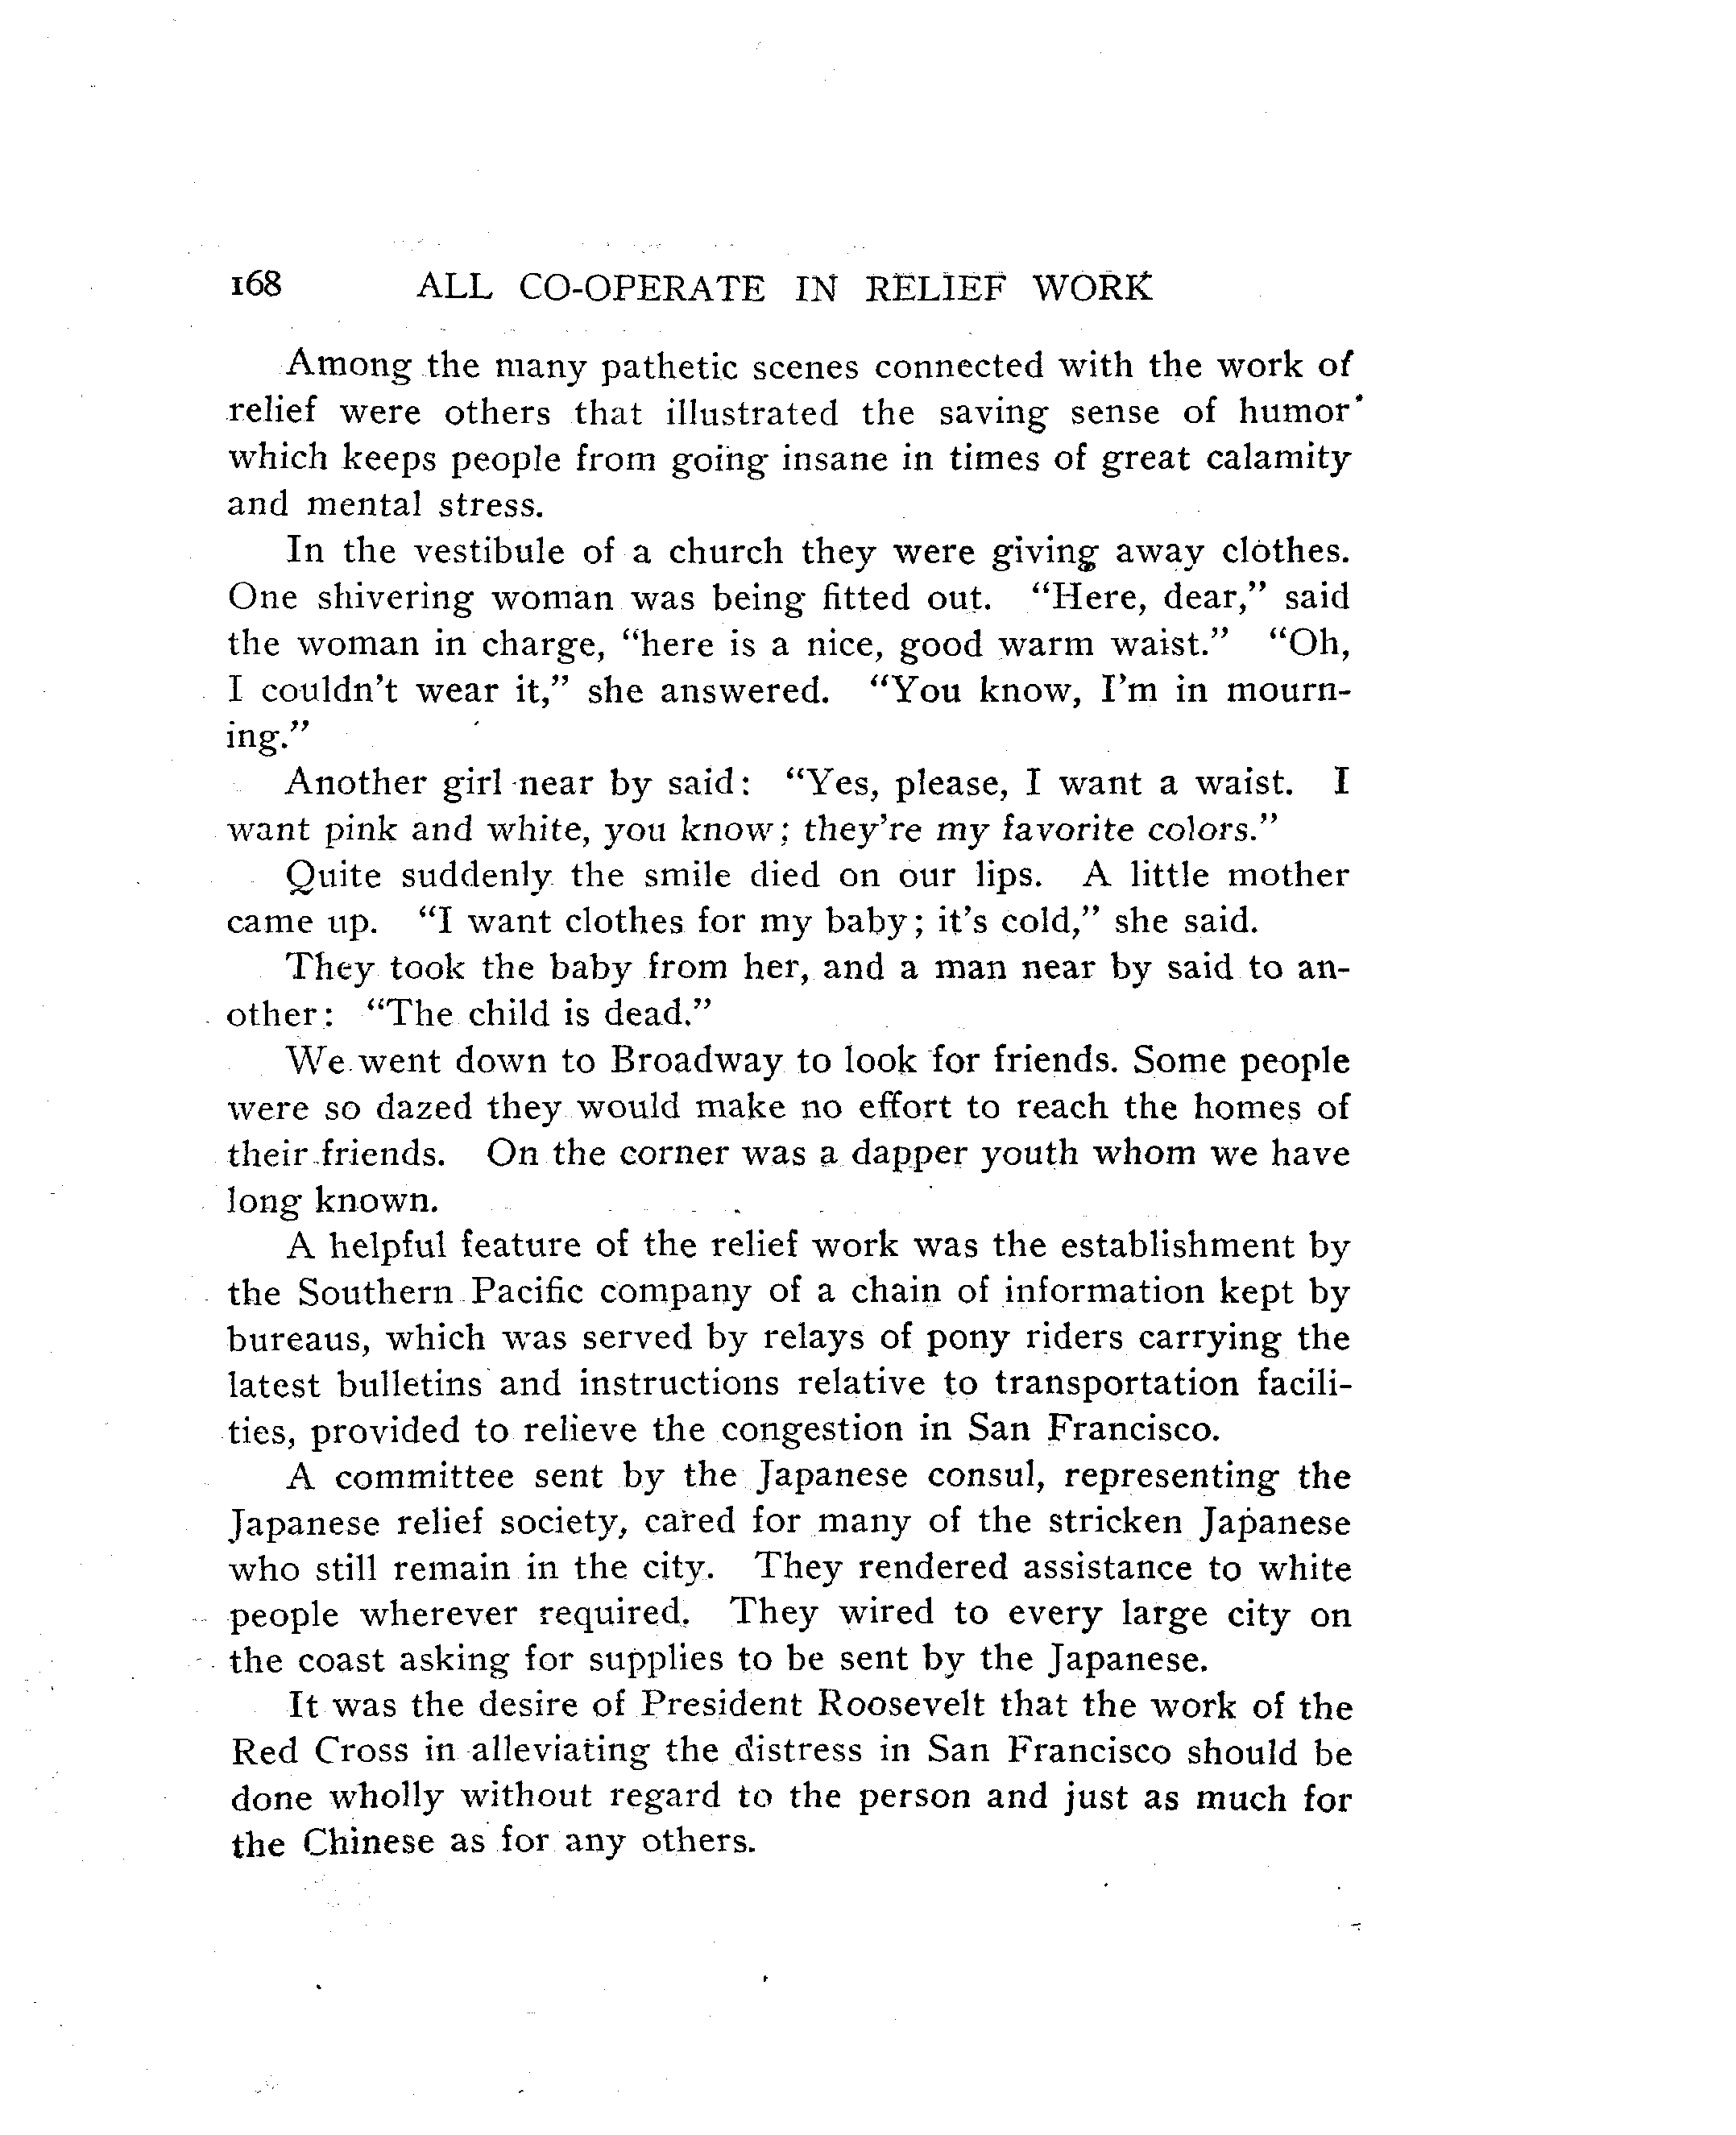 168 ALL CO-OPERATE IN RELIEF WORK
Among the many pathetic scenes connected with the work of
relief were others that illustrated the saving sense of humor
which keeps people from going insane in times of great calamity
and mental stress.
In the vestibule of a church they were giving away clothes.
One shivering woman was being fitted out. “Here, dear,” said
the woman in charge, “here is a nice, good warm waist.” “Oh,
I couldn't wear it,” she answered. “You know, I'm in mourn-
ing.”
Another girl near by said: “Yes, please, I want a waist. I
want pink and white, you know; they're my favorite colors.”
Quite suddenly the smile died on our lips. A little mother
came up. “I want clothes for my baby; it's cold,” she said.
They took the baby from her, and a man near by said to an-
other: “The child is dead.”
We went down to Broadway to look for friends. Some people
were so dazed they would make no effort to reach the homes of
their friends. On the corner was a dapper youth whom we have
long known.
A helpful feature of the relief work was the establishment by
the Southern Pacific company of a chain of information kept by
bureaus, which was served by relays of pony riders carrying the
latest bulletins and instructions relative to transportation facili-
ties, provided to relieve the congestion in San Francisco.
A committee sent by the Japanese consul, representing the
Japanese relief society, cared for many of the stricken Japanese
who still remain in the city. They rendered assistance to white
people wherever required. They wired to every large city on
the coast asking for supplies to be sent by the Japanese.
It was the desire of President Roosevelt that the work of the
Red Cross in alleviating the distress in San Francisco should be
done wholly without regard to the person and just as much for
the Chinese as for any others.